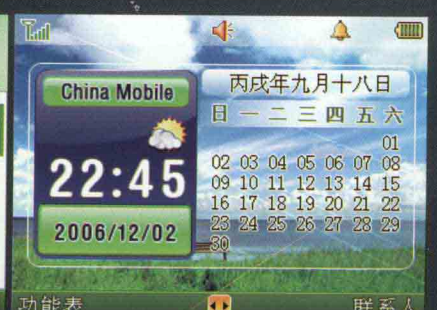 China Mobile
22:45
2006/12/02
丙戌年九月十八日
日 一 二 三 四 五 六
01
02 03 04 05 06 07 08
09 10 11 12 13 14 15
16 17 18 19 20 21 22
23 24 25 26 27 28 29
30
功能表 联系人